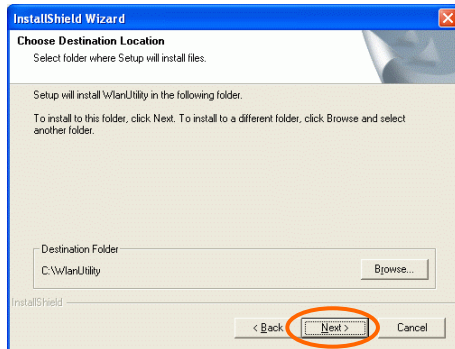 InstallShield Wizard
Choose Destination Location
Select folder where Setup will install files.
Setup will install WlanUtility in the following folder.
To install to this folder, click Next. To install to a different folder, click Browse and select
another folder.
Destination Folder
C:\WlanUtility
Browse...
InstallShield
< Back
Next >
Cancel